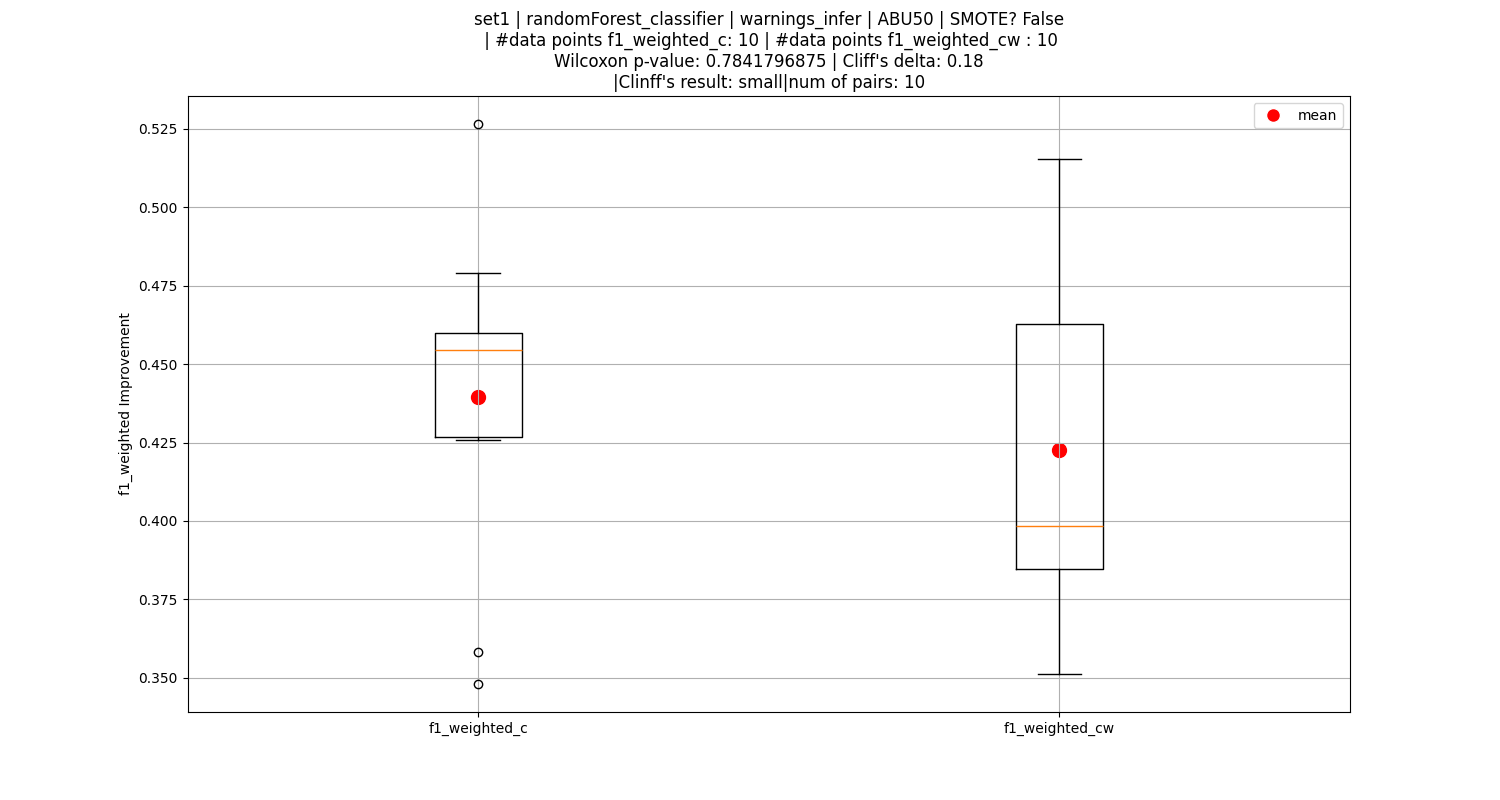 set1 | randomForest_classifier | warnings_infer | ABU50 | SMOTE? False
| #data points f1_weighted_c: 10 | #data points f1_weighted_cw : 10
Wilcoxon p-value: 0.7841796875 | Cliff's delta: 0.18
|Clinff's result: small|num of pairs: 10
mean
0.525
0.500
0.475
0.450
0.425
0.400
0.375
0.350
f1_weighted Improvement
f1_weighted_c
f1_weighted_cw